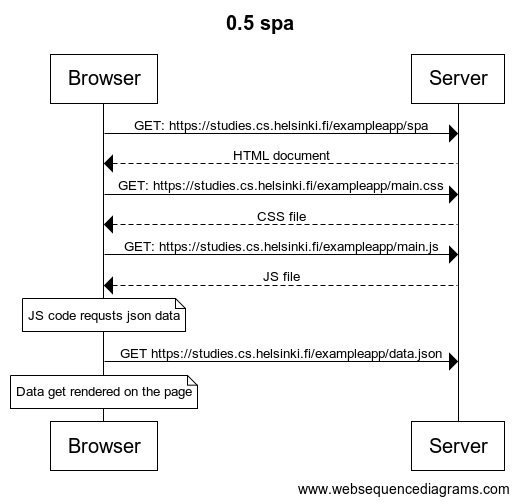 0.5 spa
Browser
Server
GET: https://studies.cs.helsinki.fi/exampleapp/spa
HTML document
GET: https://studies.cs.helsinki.fi/exampleapp/main.css
CSS file
GET: https://studies.cs.helsinki.fi/exampleapp/main.js
JS file
JS code requsts json data
GET https://studies.cs.helsinki.fi/exampleapp/data.json
Data get rendered on the page
Browser
Server
www.websequencediagrams.com